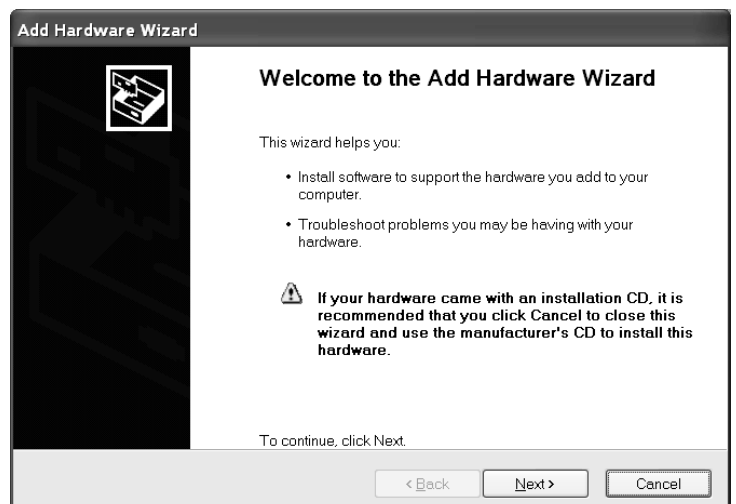 Add Hardware Wizard
Welcome to the Add Hardware Wizard
This wizard helps you:
• Install software to support the hardware you add to your
computer.
• Troubleshoot problems you may be having with your
hardware.
If your hardware came with an installation CD, it is
recommended that you click Cancel to close this
wizard and use the manufacturer's CD to install this
hardware.
To continue, click Next.
< Back Next > Cancel